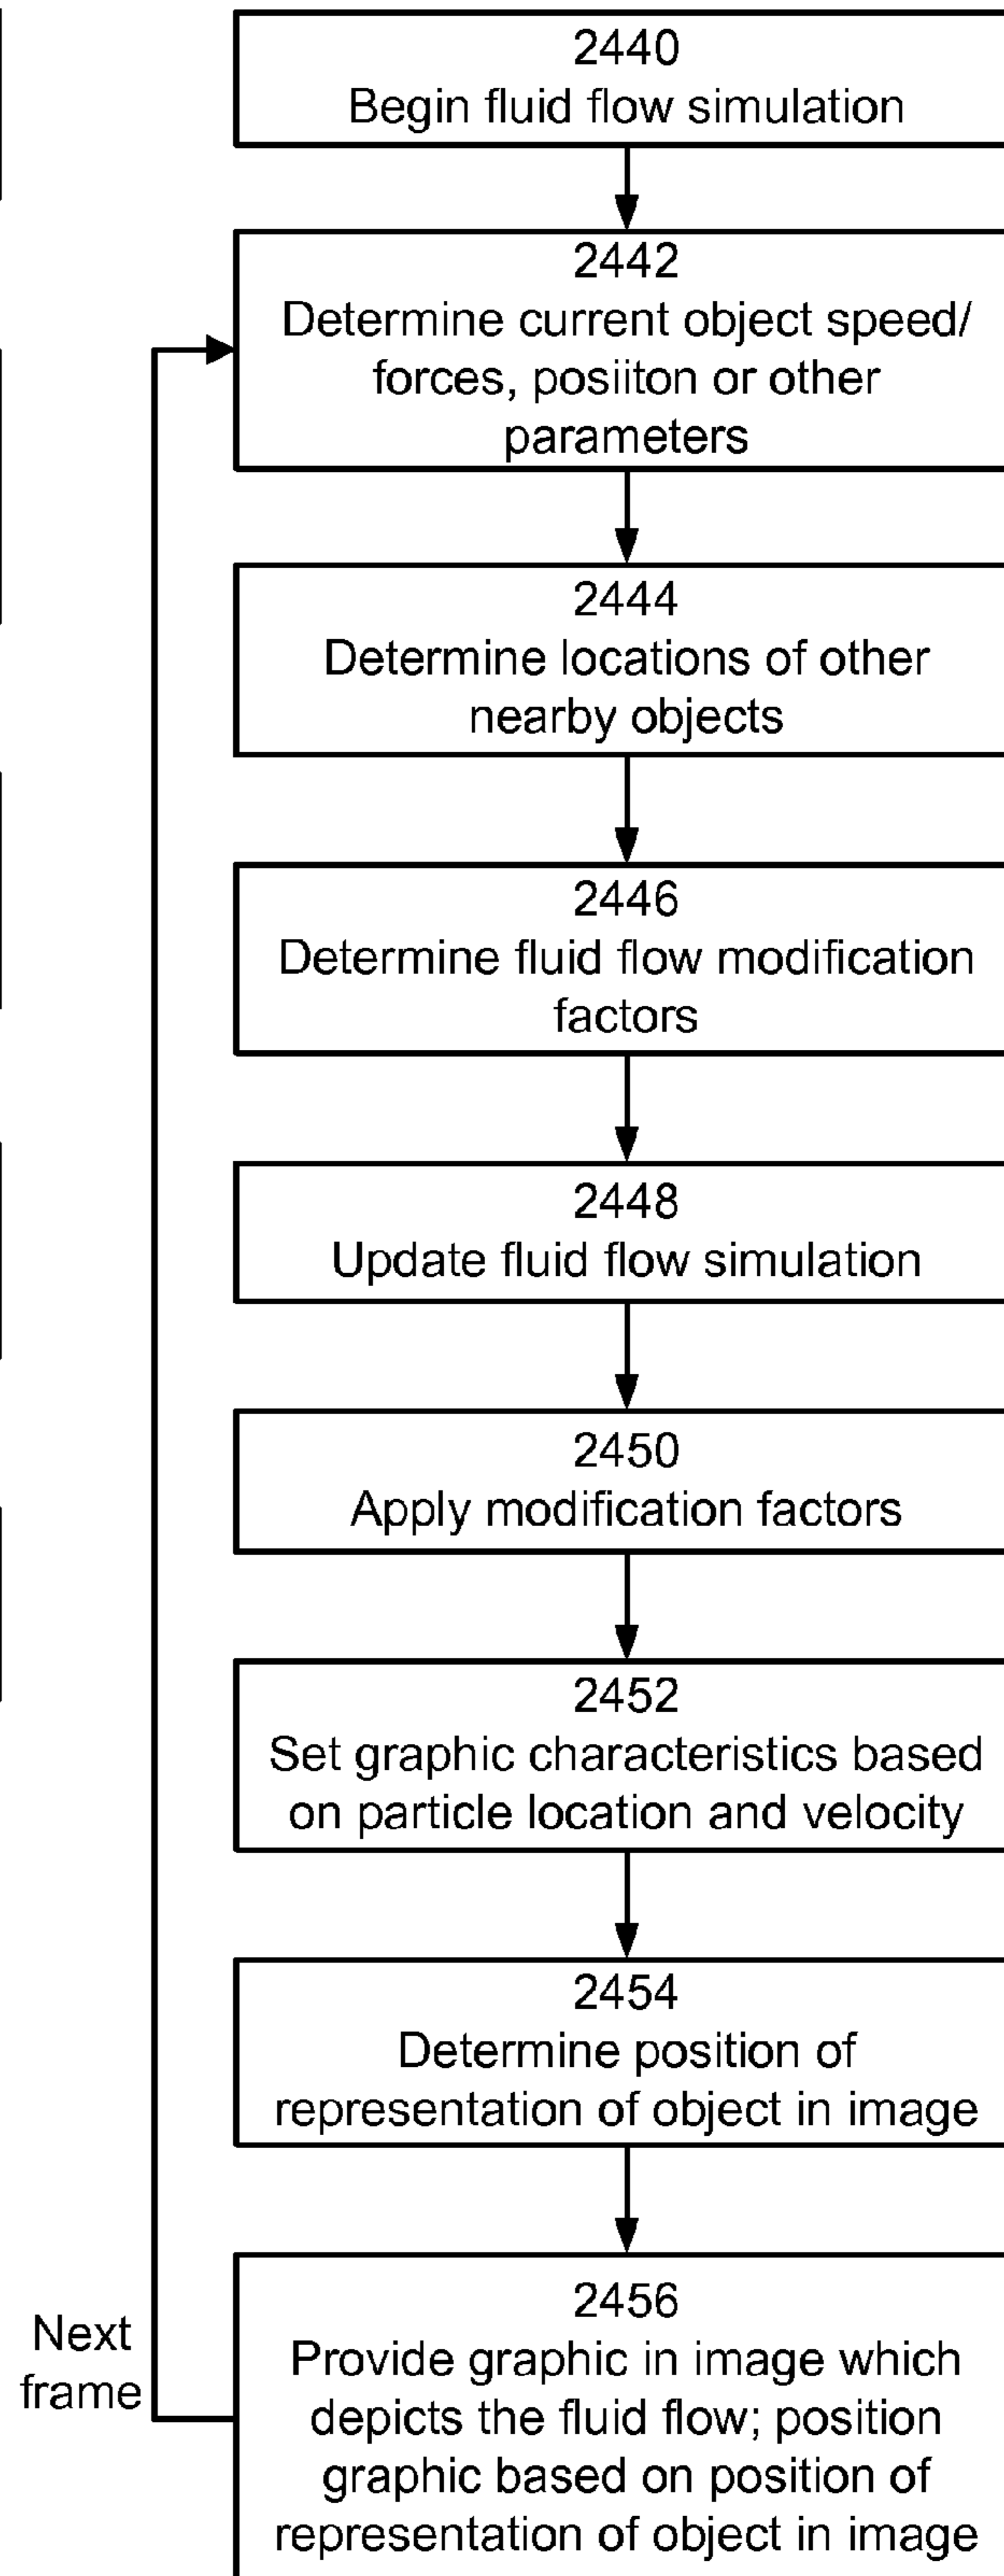 2440
Begin fluid flow simulation
2442
Determine current object speed/
forces, posiiton or other
parameters
2444
Determine locations of other
nearby objects
2446
Determine fluid flow modification
factors
2448
Update fluid flow simulation
2450
Apply modification factors
2452
Set graphic characteristics based
on particle location and velocity
2454
Determine position of
representation of object in image
2456
Provide graphic in image which
depicts the fluid flow; position
graphic based on position of
representation of object in image
Next
frame